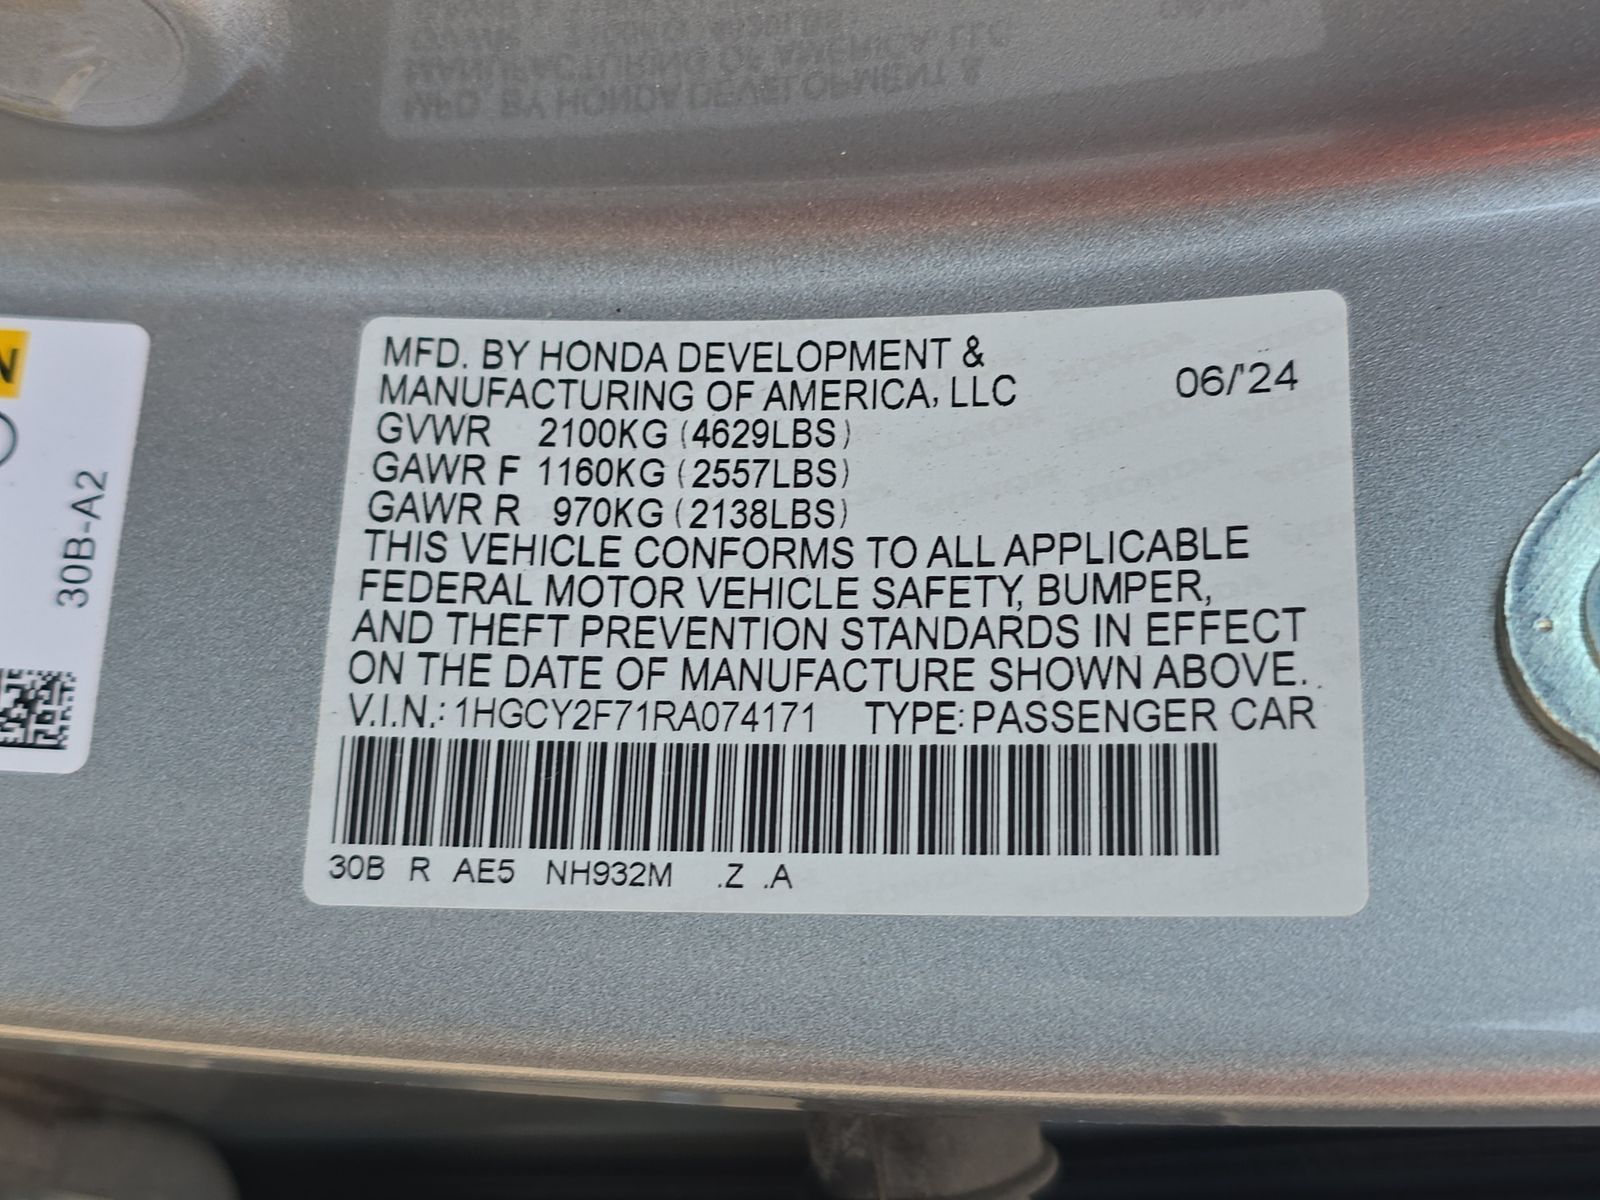 MFD. BY HONDA DEVELOPMENT &
MANUFACTURING OF AMERICA, LLC
06/'24
GVWR 2100KG (4629LBS)
GAWR F 1160KG (2557LBS)
GAWR R 970KG (2138LBS)
THIS VEHICLE CONFORMS TO ALL APPLICABLE
FEDERAL MOTOR VEHICLE SAFETY, BUMPER,
AND THEFT PREVENTION STANDARDS IN EFFECT
ON THE DATE OF MANUFACTURE SHOWN ABOVE.
V.I.N.: 1HGCY2F71RA074171 TYPE: PASSENGER CAR
30B R AE5 NH932M .Z .A
30B-A2
N